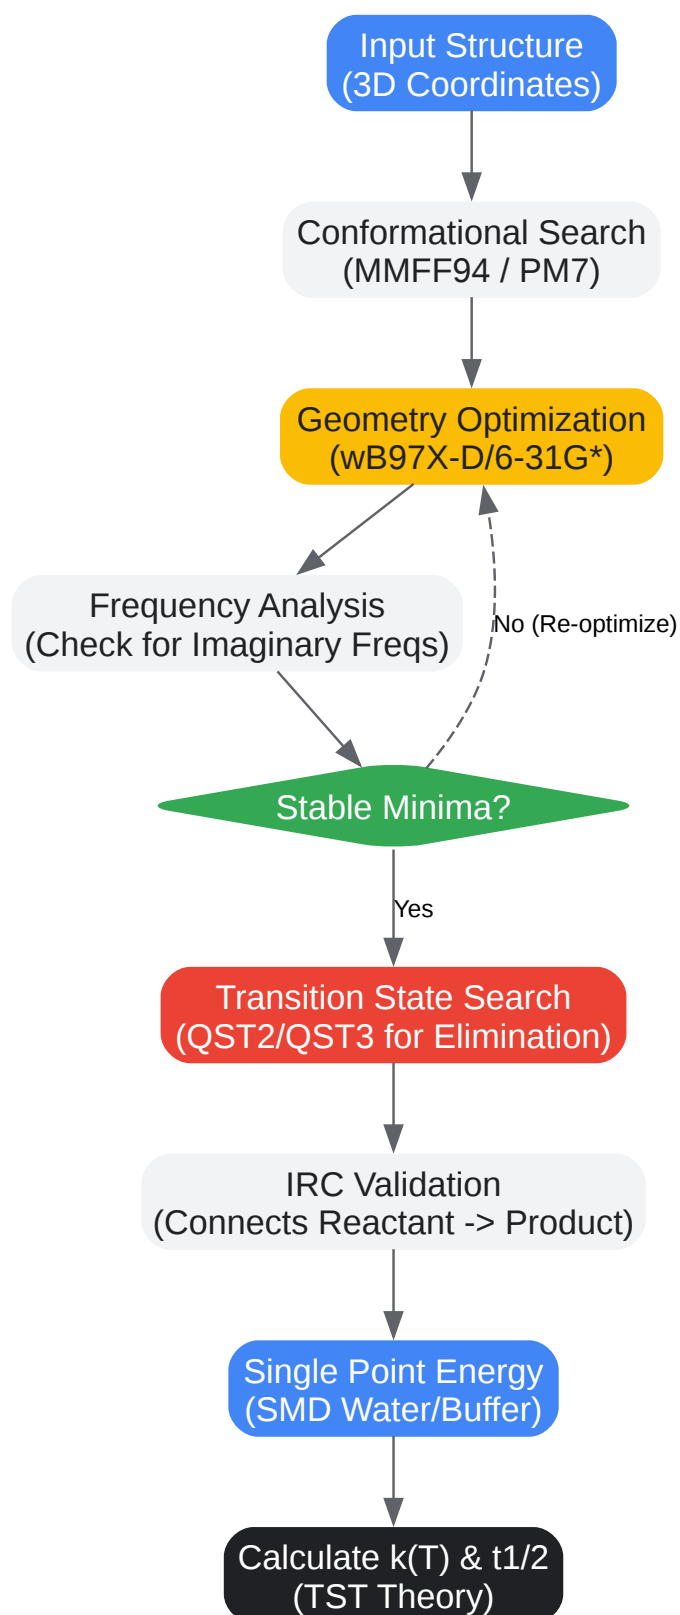 Input Structure
(3D Coordinates)
Conformational Search
(MMFF94 / PM7)
Geometry Optimization
(wB97X-D/6-31G*)
Frequency Analysis
(Check for Imaginary Freqs)
No (Re-optimize)
Stable Minima?
Yes
Transition State Search
(QST2/QST3 for Elimination)
IRC Validation
(Connects Reactant -> Product)
Single Point Energy
(SMD Water/Buffer)
Calculate k(T) & t1/2
(TST Theory)